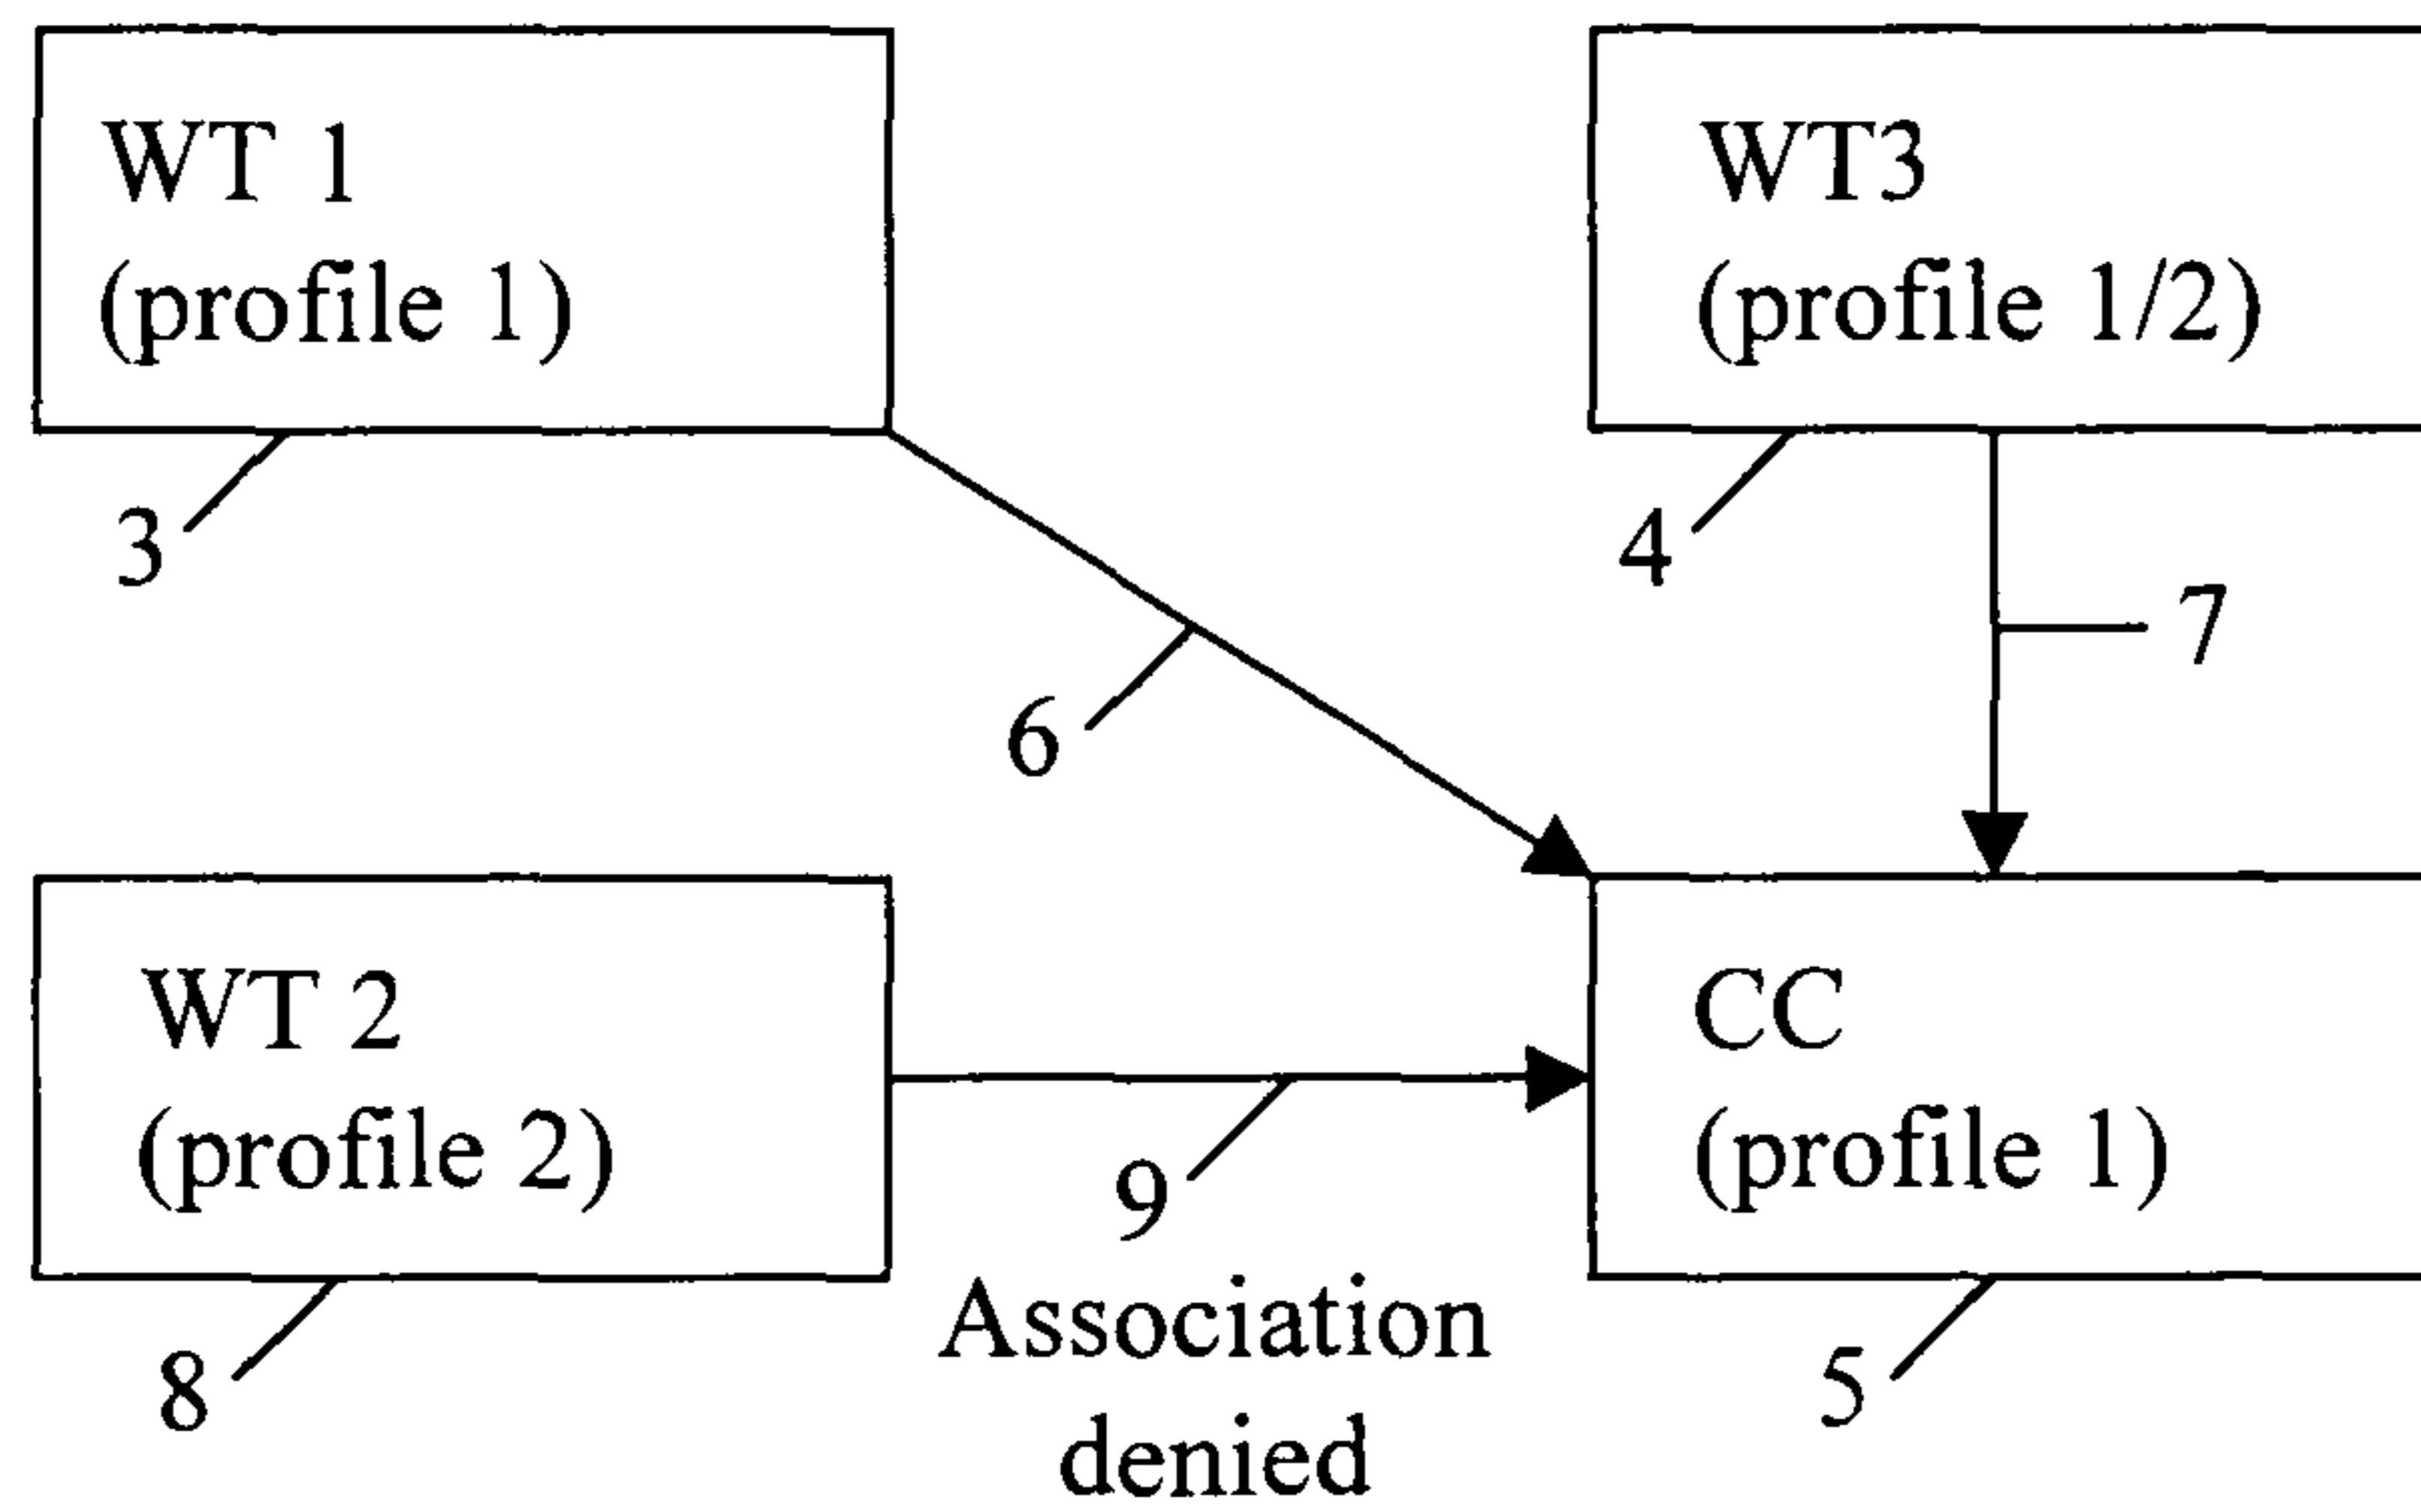 WT 1
(profile 1)
3
WT3
(profile 1/2)
4
6
7
WT 2
(profile 2)
8
9
Association
denied
CC
(profile 1)
5